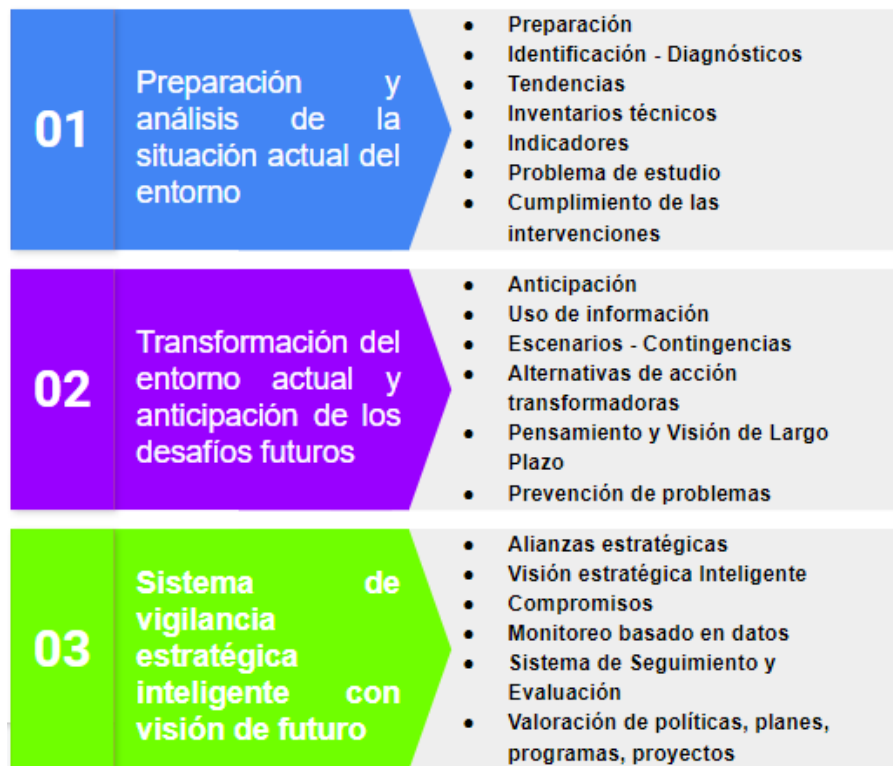 01
Preparación y
análisis de la
situación actual del
entorno
● Preparación
● Identificación - Diagnósticos
● Tendencias
● Inventarios técnicos
● Indicadores
● Problema de estudio
● Cumplimiento de las
intervenciones
02
Transformación del
entorno actual y
anticipación de los
desafíos futuros
● Anticipación
● Uso de información
● Escenarios - Contingencias
● Alternativas de acción
transformadoras
● Pensamiento y Visión de Largo
Plazo
● Prevención de problemas
03
Sistema de
vigilancia
estratégica
inteligente con
visión de futuro
● Alianzas estratégicas
● Visión estratégica Inteligente
● Compromisos
● Monitoreo basado en datos
● Sistema de Seguimiento y
Evaluación
● Valoración de políticas, planes,
programas, proyectos